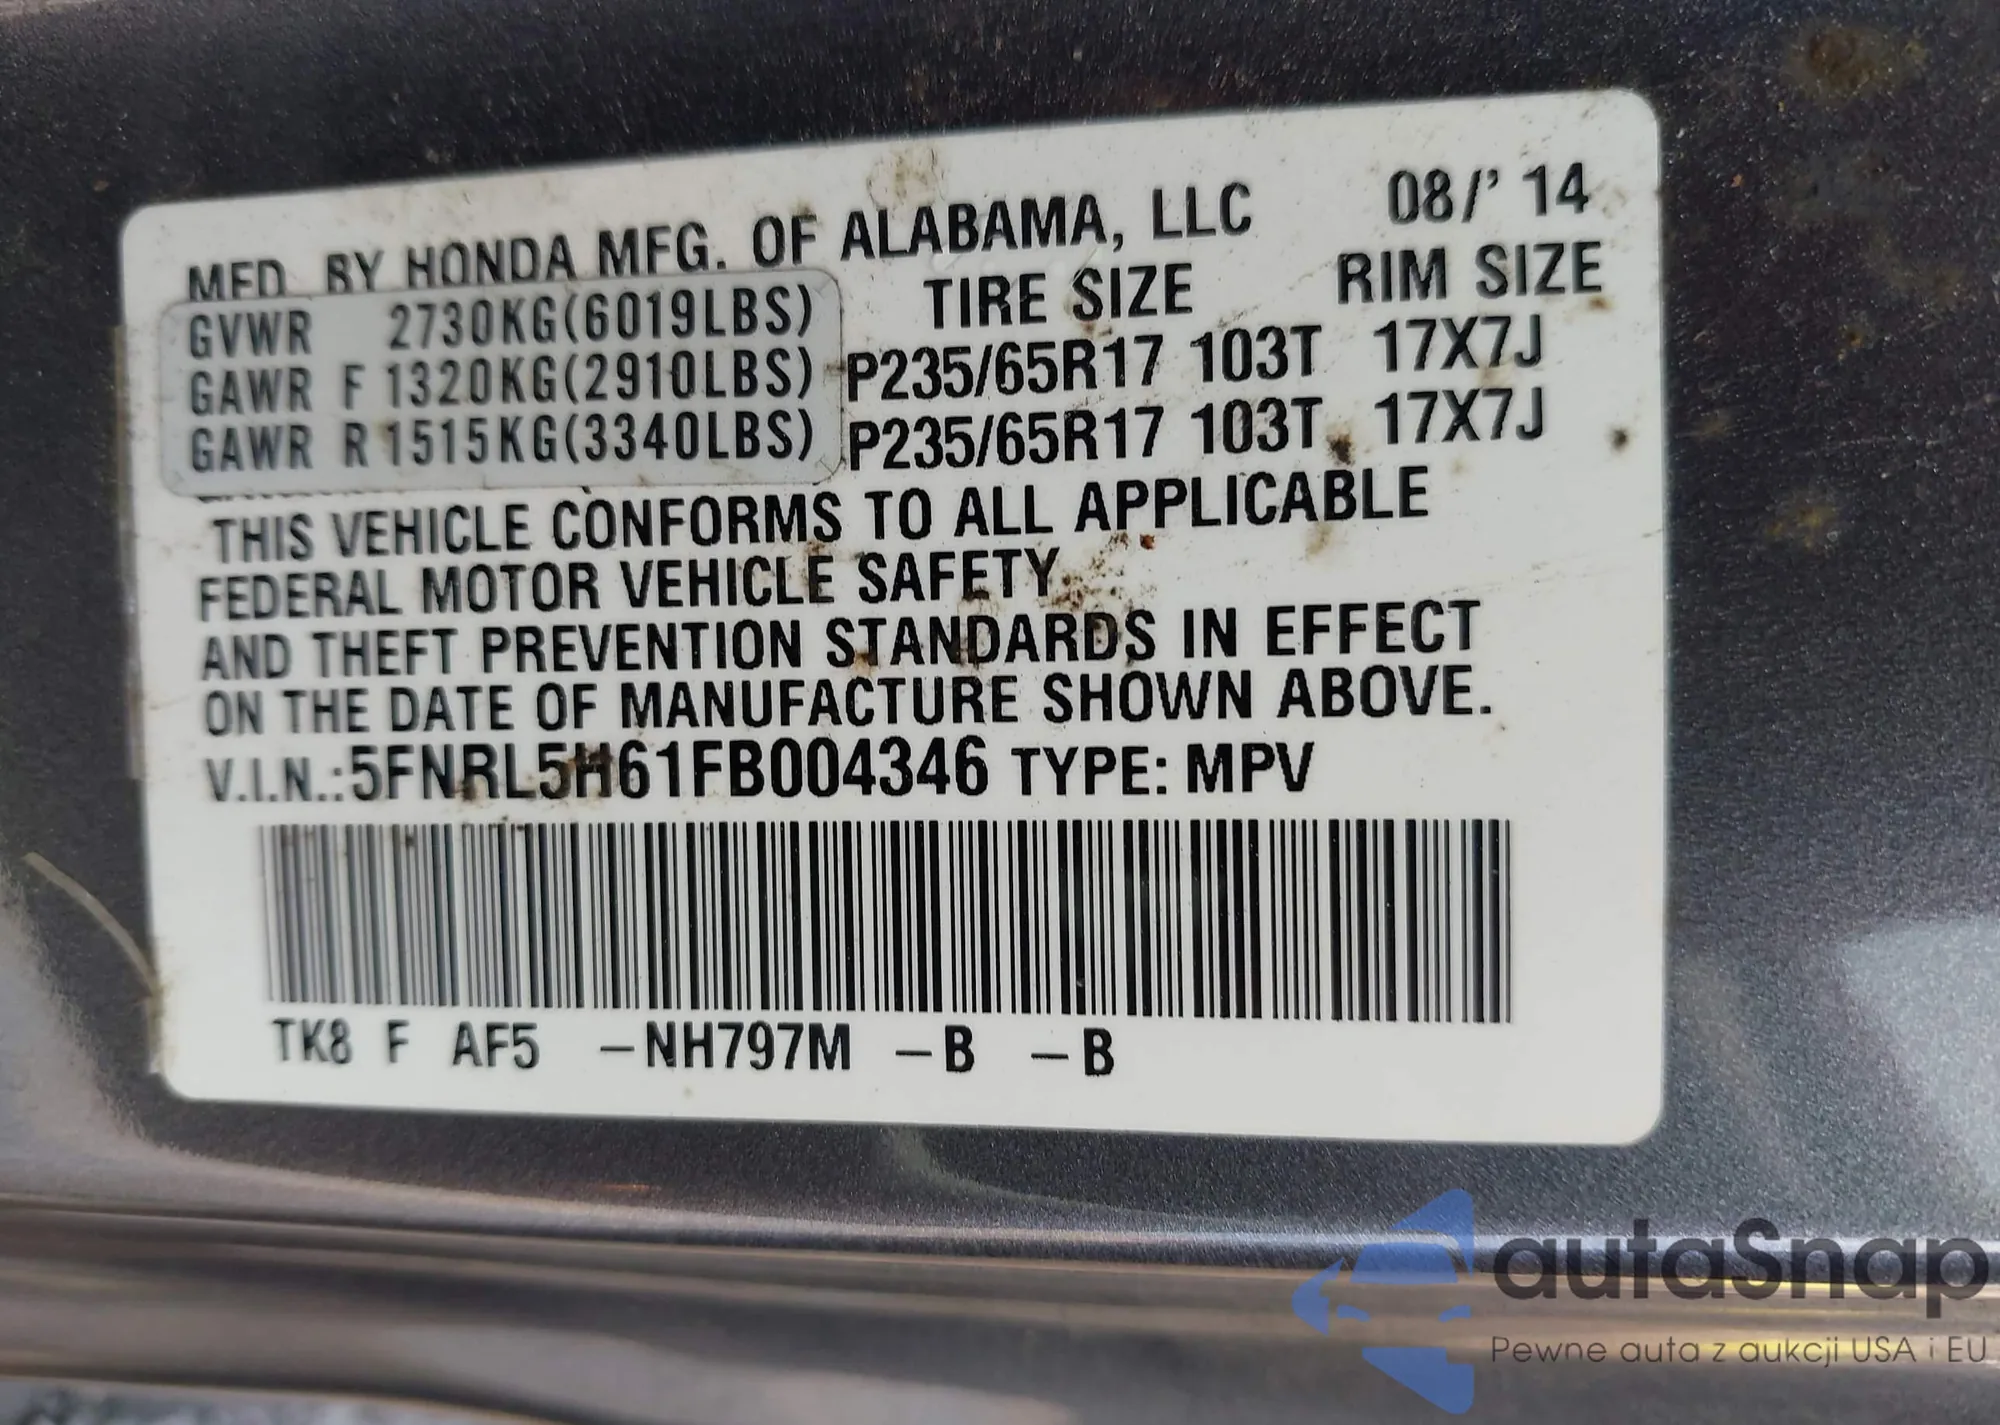 MFD. BY HONDA MFG. OF ALABAMA, LLC 08/'14
GVWR 2730KG(6019LBS) TIRE SIZE RIM SIZE
GAWR F 1320KG(2910LBS) P235/65R17 103T 17X7J
GAWR R 1515KG(3340LBS) P235/65R17 103T 17X7J
THIS VEHICLE CONFORMS TO ALL APPLICABLE
FEDERAL MOTOR VEHICLE SAFETY
AND THEFT PREVENTION STANDARDS IN EFFECT
ON THE DATE OF MANUFACTURE SHOWN ABOVE.
V.I.N.:5FNRL5H61FB004346 TYPE: MPV
TK8 F AF5 –NH797M –B –B
autaSnap
Pewne auta z aukcji USA i EU